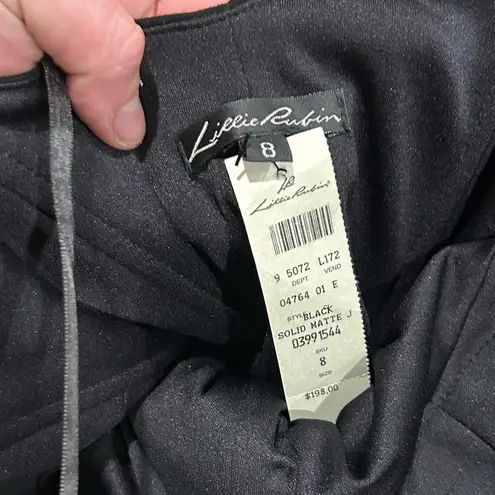 Lillie Rubin
8
Lillie Rubin
9 5072 L172
DEPT VEND
04764 01 E
STYLE BLACK
SOLID MATTE J
03991544
SKU
8
SIZE
$198.00